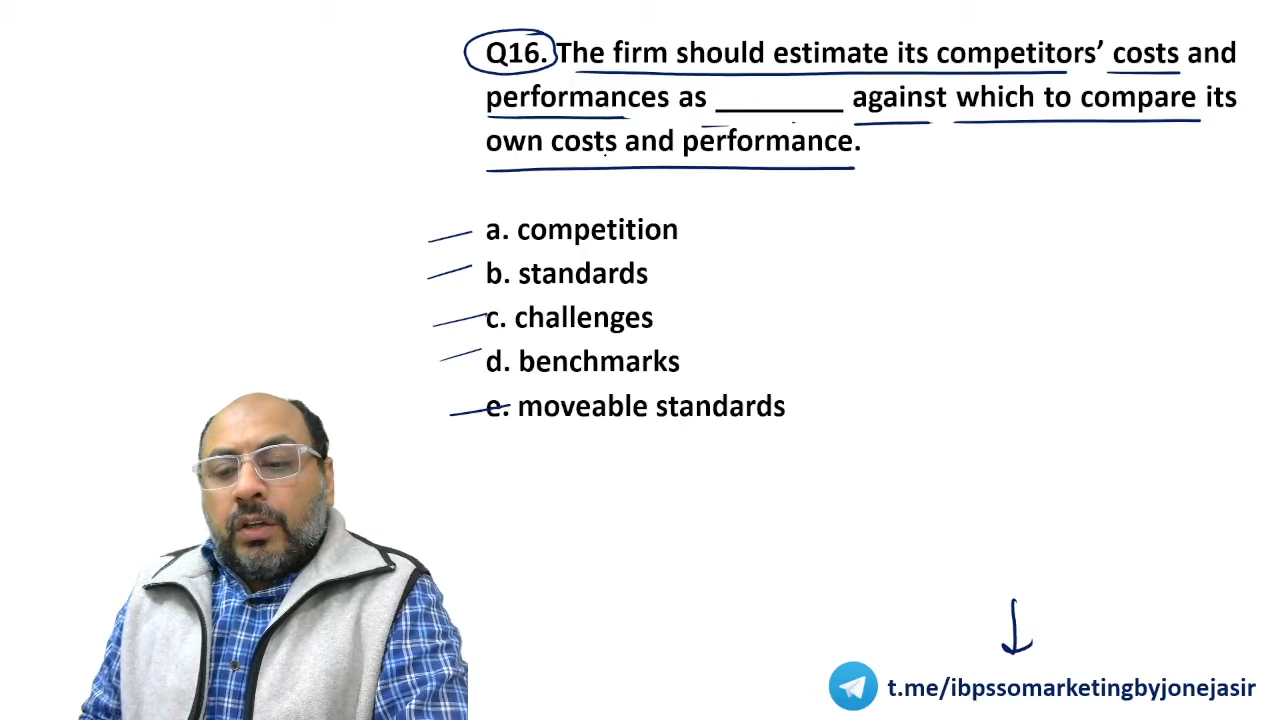 Q16. The firm should estimate its competitors’ costs and
performances as ________ against which to compare its
own costs and performance.
a. competition
b. standards
c. challenges
d. benchmarks
e. moveable standards
t.me/ibpssomarketingbyjonejasir